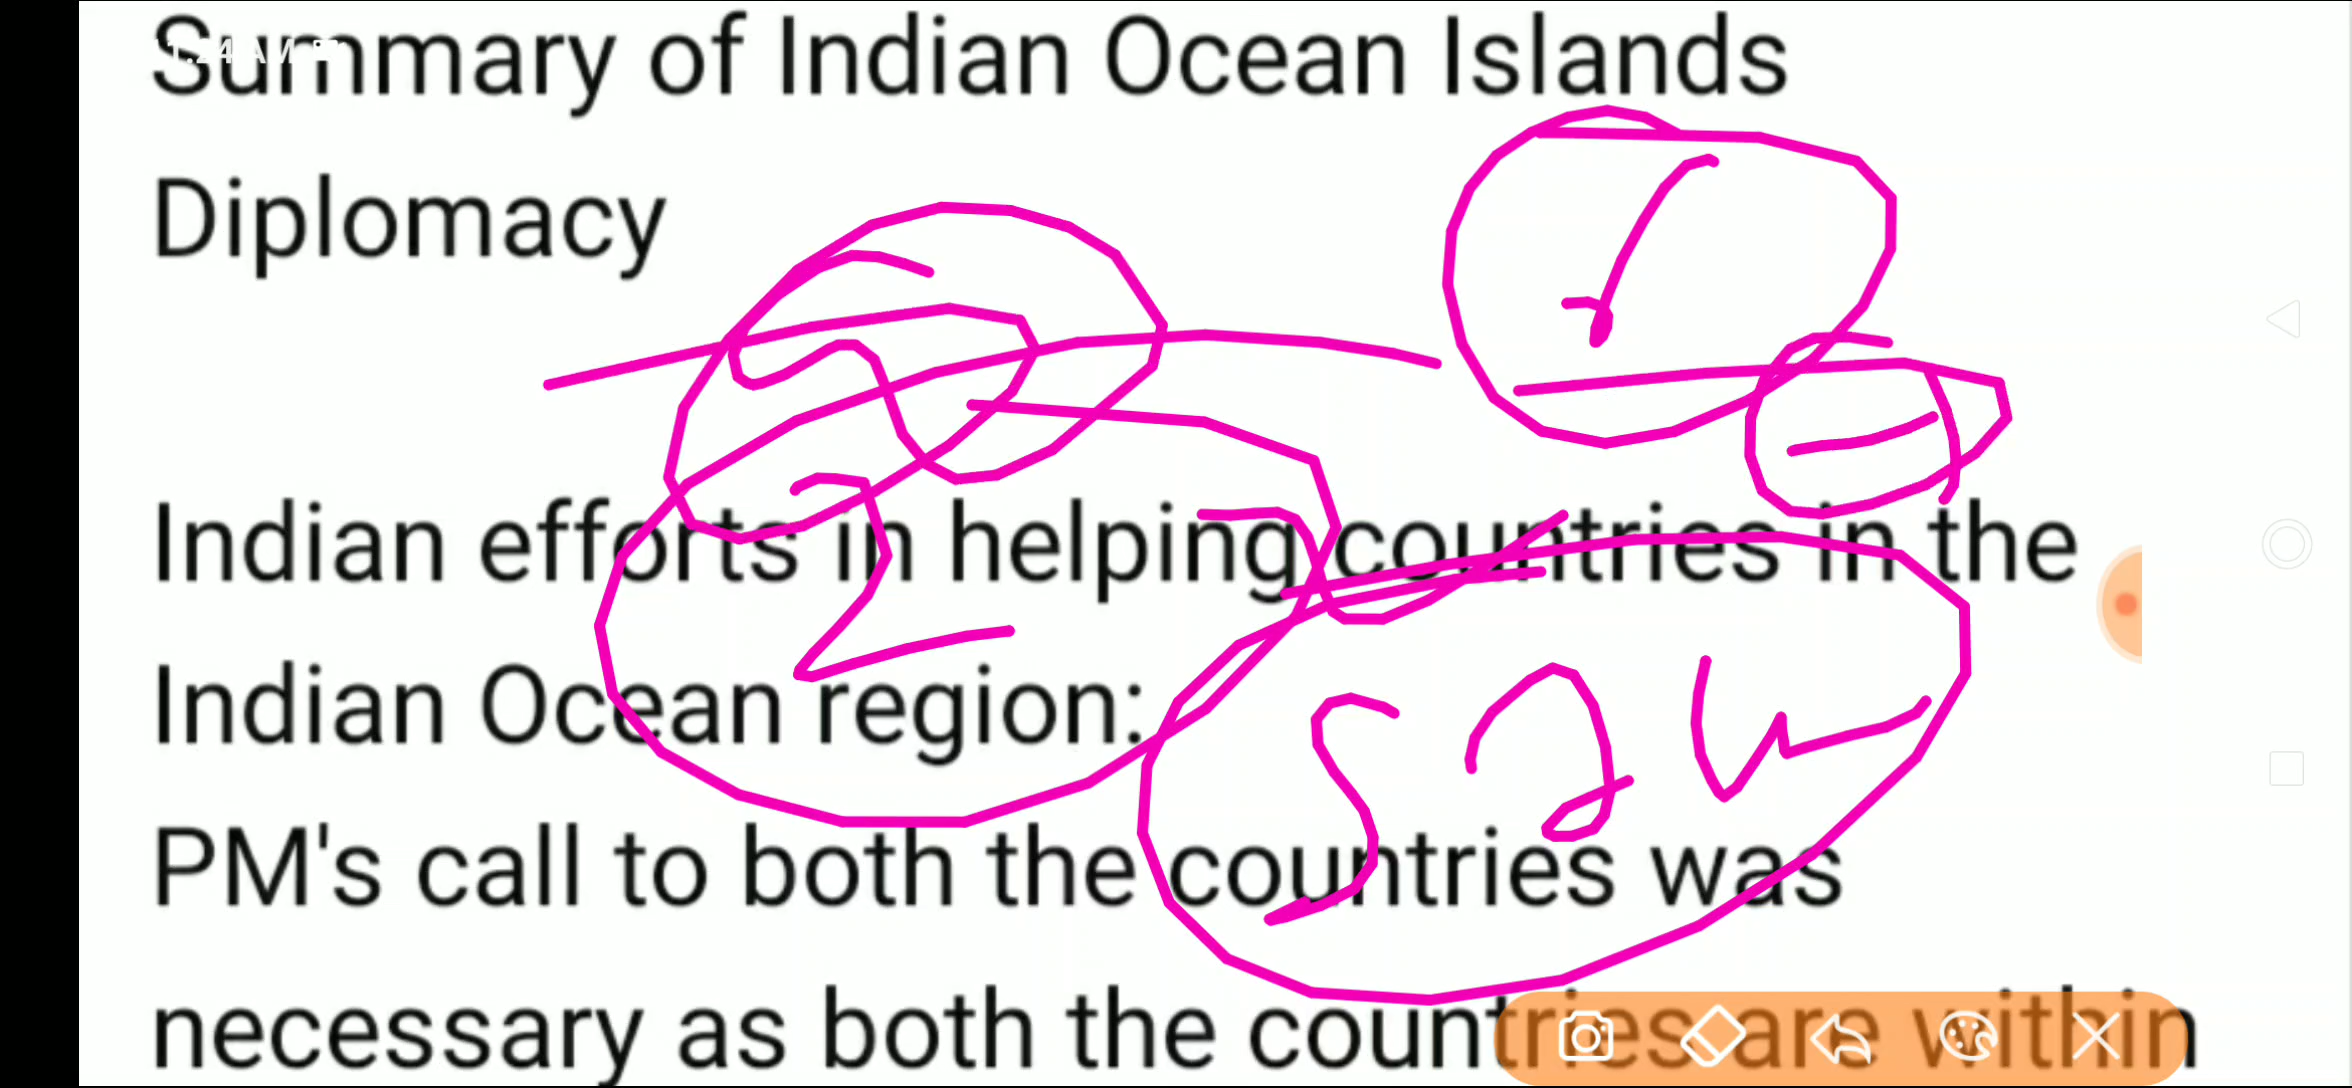 Summary of Indian Ocean Islands
Diplomacy
Indian efforts in helping countries in the
Indian Ocean region:
2
PM's call to both the countries was
necessary as both the countries are within